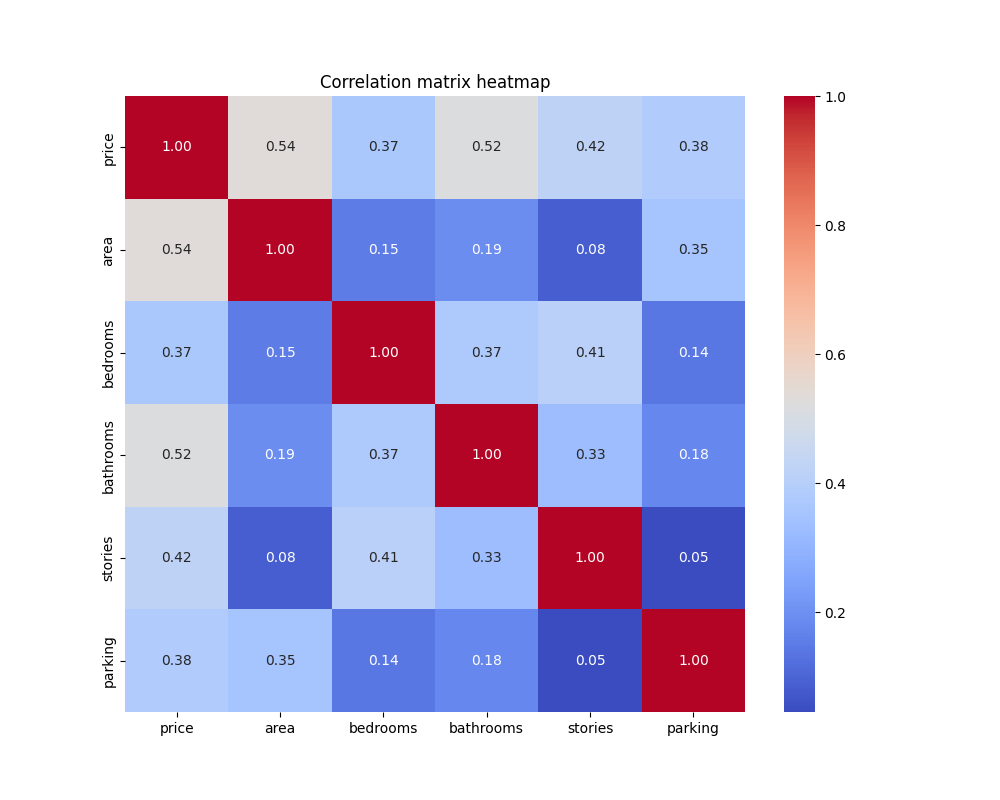 Correlation matrix heatmap
price 1.00 0.54 0.37 0.52 0.42 0.38
area 0.54 1.00 0.15 0.19 0.08 0.35
bedrooms 0.37 0.15 1.00 0.37 0.41 0.14
bathrooms 0.52 0.19 0.37 1.00 0.33 0.18
stories 0.42 0.08 0.41 0.33 1.00 0.05
parking 0.38 0.35 0.14 0.18 0.05 1.00
price area bedrooms bathrooms stories parking
1.0
0.8
0.6
0.4
0.2